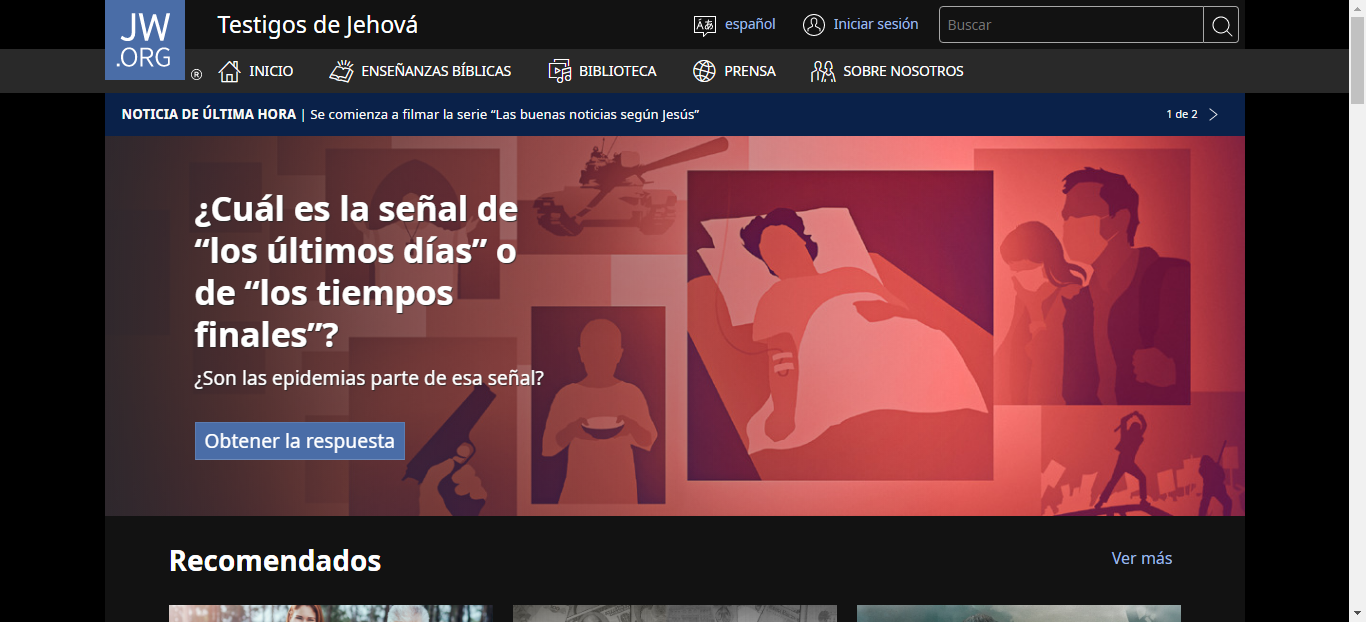 JW
.ORG
®
Testigos de Jehová
español
Iniciar sesión
Buscar
INICIO
ENSEÑANZAS BÍBLICAS
BIBLIOTECA
PRENSA
SOBRE NOSOTROS
NOTICIA DE ÚLTIMA HORA | Se comienza a filmar la serie “Las buenas noticias según Jesús”
1 de 2
¿Cuál es la señal de
“los últimos días” o
de “los tiempos
finales”?
¿Son las epidemias parte de esa señal?
Obtener la respuesta
Recomendados
Ver más